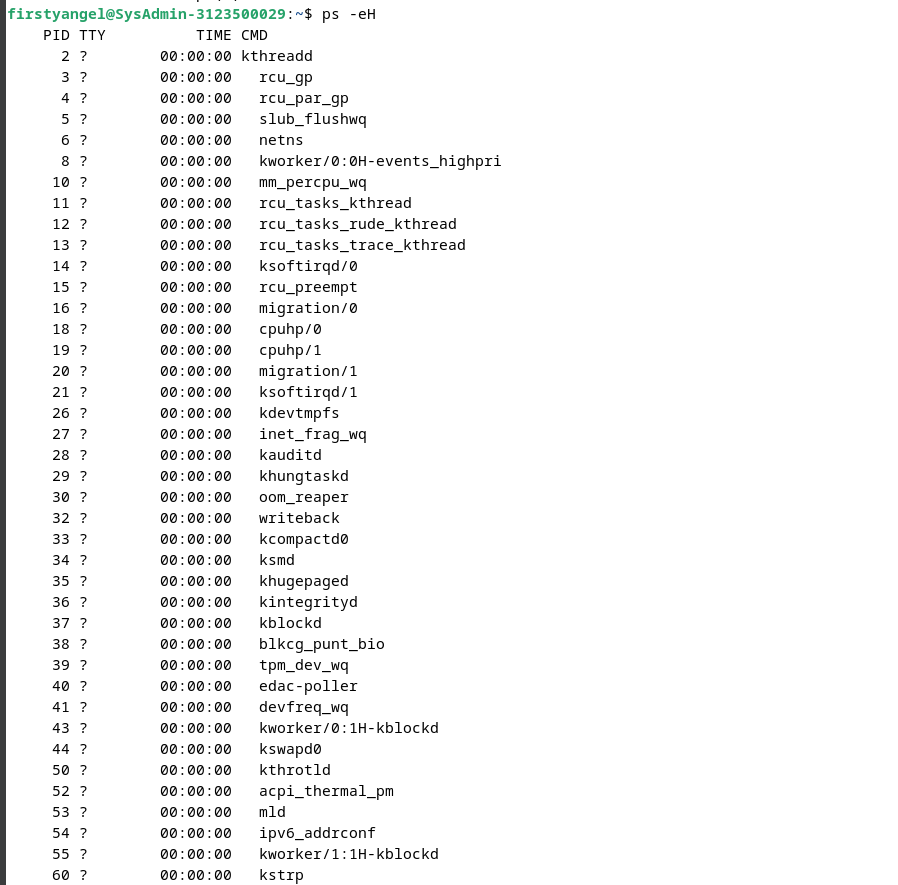 firstyangel@SysAdmin-3123500029:~$ ps -eH
    PID TTY          TIME CMD
      2 ?        00:00:00 kthreadd
      3 ?        00:00:00   rcu_gp
      4 ?        00:00:00   rcu_par_gp
      5 ?        00:00:00   slub_flushwq
      6 ?        00:00:00   netns
      8 ?        00:00:00   kworker/0:0H-events_highpri
     10 ?        00:00:00   mm_percpu_wq
     11 ?        00:00:00   rcu_tasks_kthread
     12 ?        00:00:00   rcu_tasks_rude_kthread
     13 ?        00:00:00   rcu_tasks_trace_kthread
     14 ?        00:00:00   ksoftirqd/0
     15 ?        00:00:00   rcu_preempt
     16 ?        00:00:00   migration/0
     18 ?        00:00:00   cpuhp/0
     19 ?        00:00:00   cpuhp/1
     20 ?        00:00:00   migration/1
     21 ?        00:00:00   ksoftirqd/1
     26 ?        00:00:00   kdevtmpfs
     27 ?        00:00:00   inet_frag_wq
     28 ?        00:00:00   kauditd
     29 ?        00:00:00   khungtaskd
     30 ?        00:00:00   oom_reaper
     32 ?        00:00:00   writeback
     33 ?        00:00:00   kcompactd0
     34 ?        00:00:00   ksmd
     35 ?        00:00:00   khugepaged
     36 ?        00:00:00   kintegrityd
     37 ?        00:00:00   kblockd
     38 ?        00:00:00   blkcg_punt_bio
     39 ?        00:00:00   tpm_dev_wq
     40 ?        00:00:00   edac-poller
     41 ?        00:00:00   devfreq_wq
     43 ?        00:00:00   kworker/0:1H-kblockd
     44 ?        00:00:00   kswapd0
     50 ?        00:00:00   kthrotld
     52 ?        00:00:00   acpi_thermal_pm
     53 ?        00:00:00   mld
     54 ?        00:00:00   ipv6_addrconf
     55 ?        00:00:00   kworker/1:1H-kblockd
     60 ?        00:00:00   kstrp